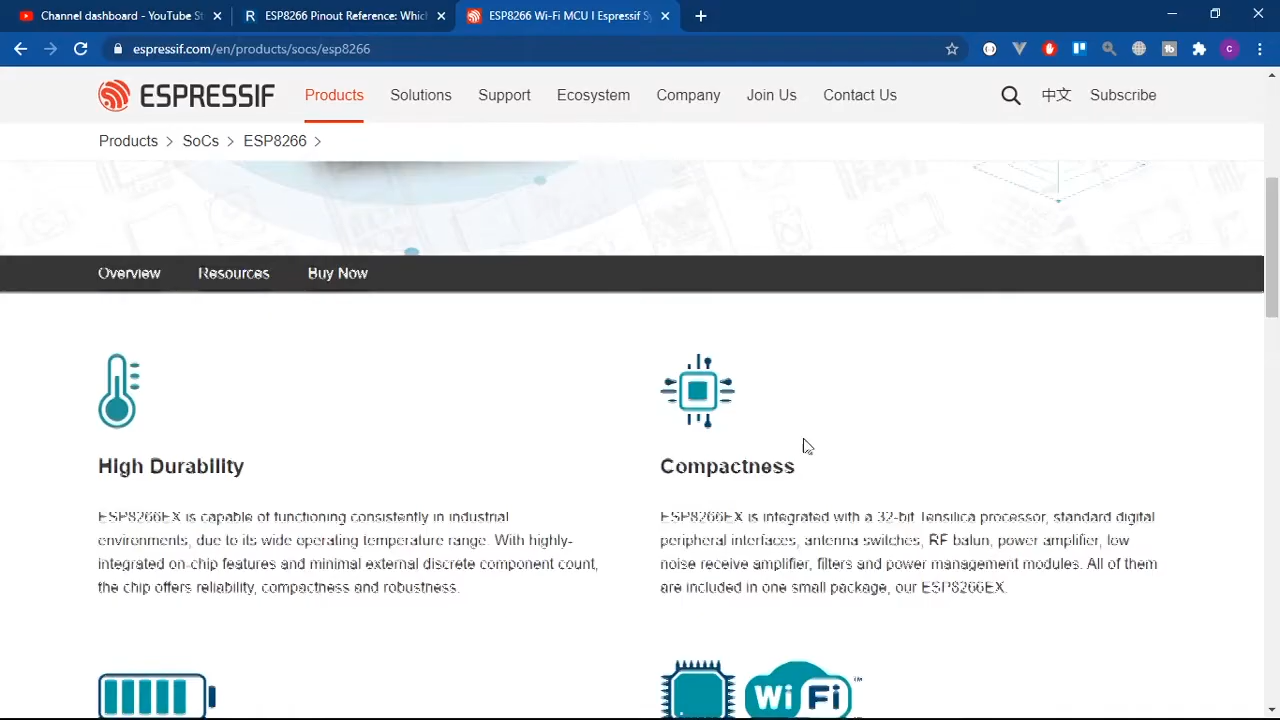 Channel dashboard - YouTube St
ESP8266 Pinout Reference: Which
ESP8266 Wi-Fi MCU I Espressif Sy
espressif.com/en/products/socs/esp8266
C
ESPRESSIF
Products
Solutions
Support
Ecosystem
Company
Join Us
Contact Us
中文
Subscribe
Products > SoCs > ESP8266 >
Overview
Resources
Buy Now
High Durability
ESP8266EX is capable of functioning consistently in industrial
environments, due to its wide operating temperature range. With highly-
integrated on-chip features and minimal external discrete component count,
the chip offers reliability, compactness and robustness.
Compactness
ESP8266EX is integrated with a 32-bit Tensilica processor, standard digital
peripheral interfaces, antenna switches, RF balun, power amplifier, low
noise receive amplifier, filters and power management modules. All of them
are included in one small package, our ESP8266EX.
Wi Fi
TM